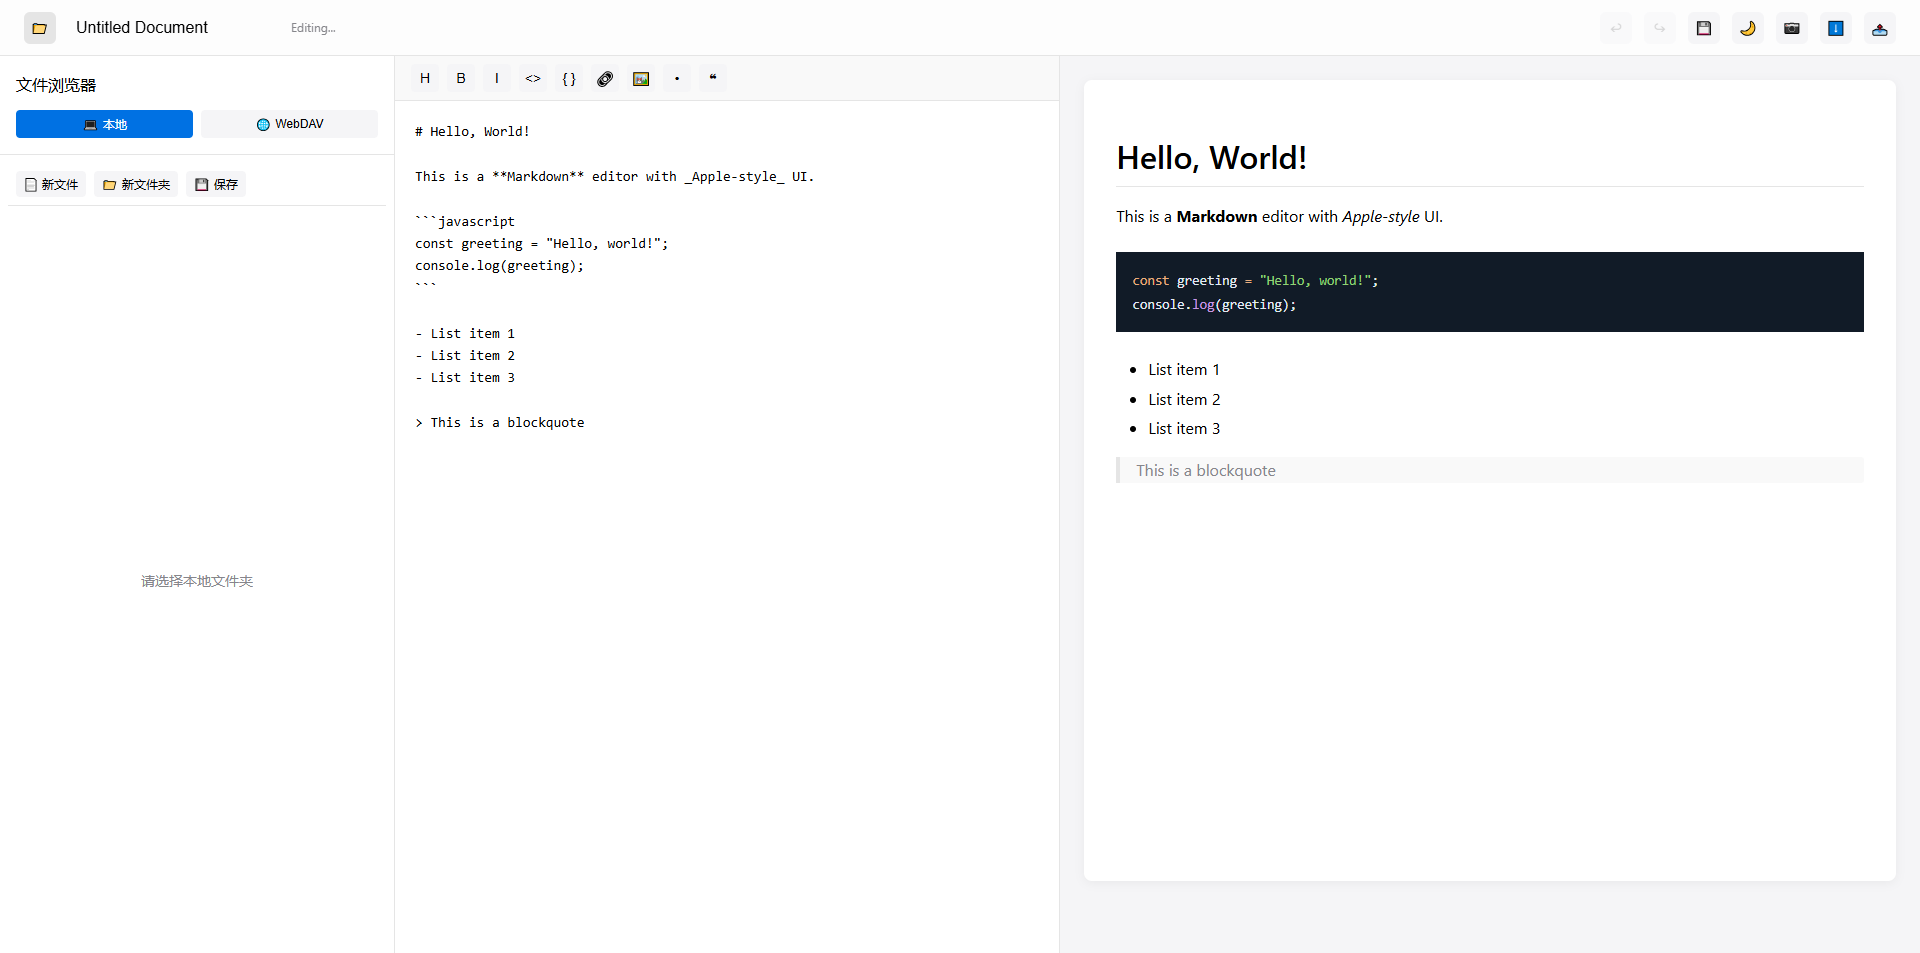 Untitled Document
Editing...
文件浏览器
本地
WebDAV
新文件
新文件夹
保存
请选择本地文件夹
H B I <> { } • ❝
# Hello, World!
This is a **Markdown** editor with _Apple-style_ UI.
```javascript
const greeting = "Hello, world!";
console.log(greeting);
```
- List item 1
- List item 2
- List item 3
> This is a blockquote
Hello, World!
This is a Markdown editor with Apple-style UI.
const greeting = "Hello, world!";
console.log(greeting);
• List item 1
• List item 2
• List item 3
This is a blockquote